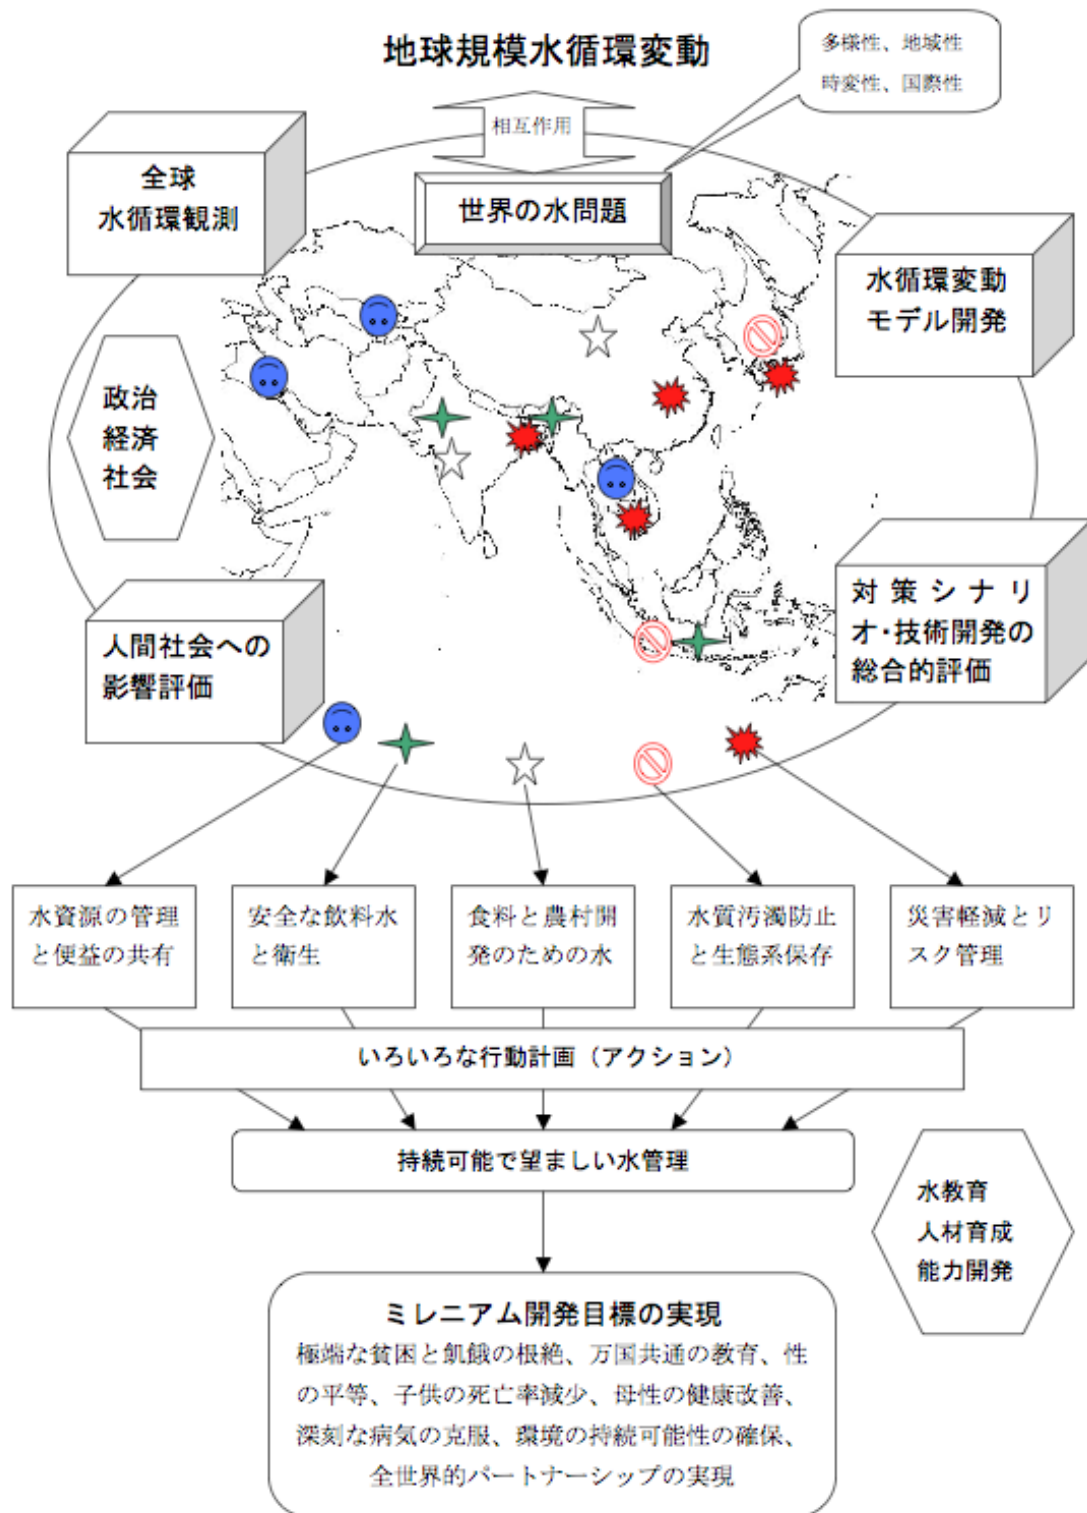 地球規模水循環変動
多様性、地域性
時変性、国際性
相互作用
全球
水循環観測
世界の水問題
水循環変動
モデル開発
政治
経済
社会
人間社会への
影響評価
対策シナリ
オ・技術開発の
総合的評価
水資源の管理
と便益の共有
安全な飲料水
と衛生
食料と農村開
発のための水
水質汚濁防止
と生態系保存
災害軽減とリ
スク管理
いろいろな行動計画（アクション）
持続可能で望ましい水管理
水教育
人材育成
能力開発
ミレニアム開発目標の実現
極端な貧困と飢餓の根絶、万国共通の教育、性
の平等、子供の死亡率減少、母性の健康改善、
深刻な病気の克服、環境の持続可能性の確保、
全世界的パートナーシップの実現